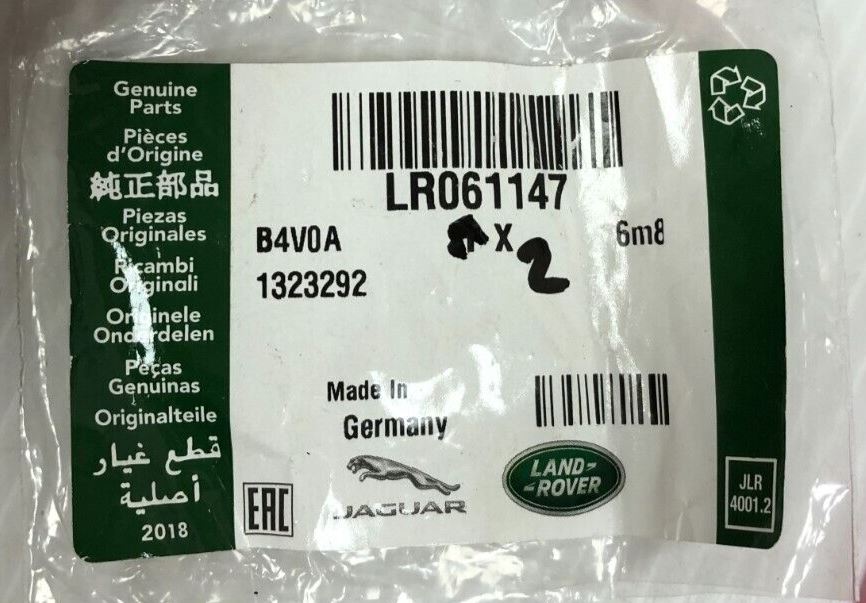 Genuine
Parts
Pièces
d'Origine
純正部品
Piezas
Originales
Ricambi
Originali
Originele
Onderdelen
Peças
Genuinas
Originalteile
قطع غيار
أصلية
2018
LR061147
B4V0A
X
2
6m8
1323292
Made In
Germany
EAC
JAGUAR
LAND-
-ROVER
JLR
4001.2